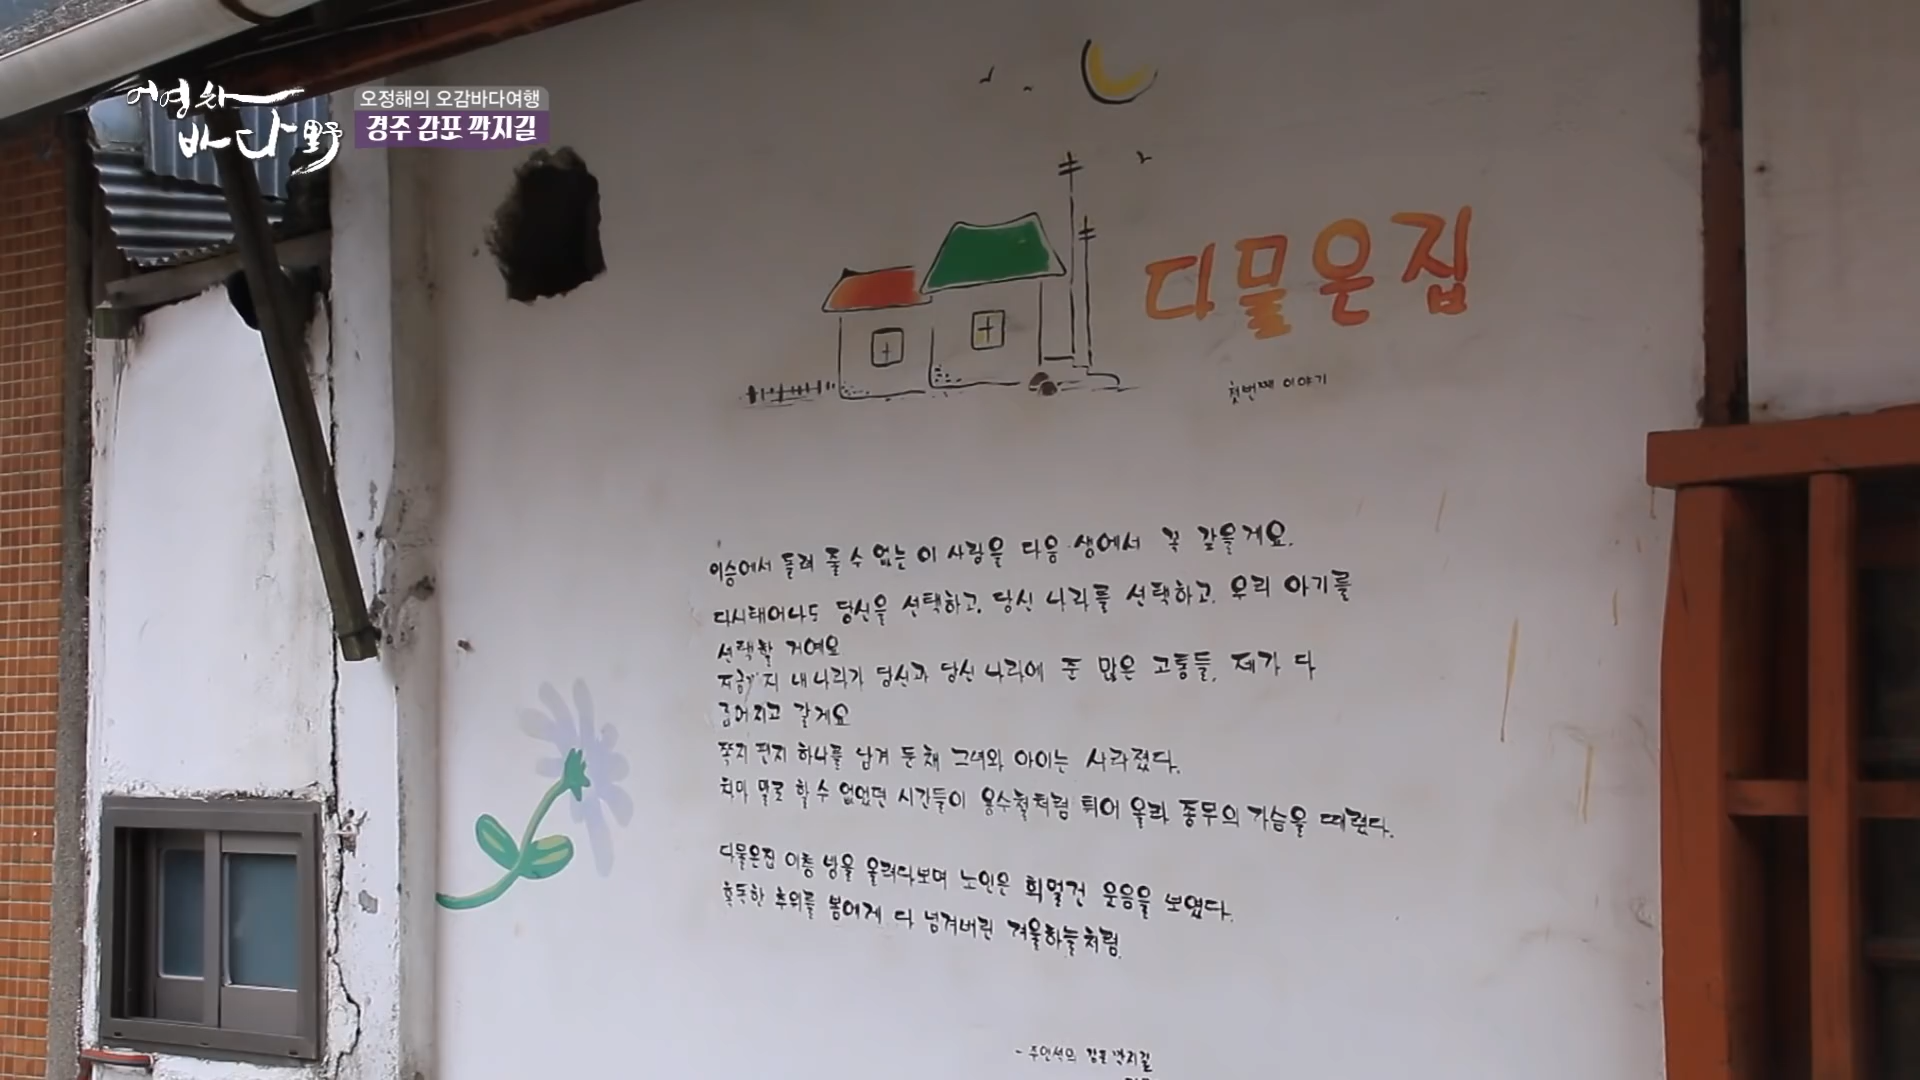 어영차
바다野
오정해의 오감바다여행
경주 감포 깍지길
다물은집
첫번째 이야기
이승에서 돌려 줄 수 없는 이 사랑을 다음 생에서 꼭 갚을게요.
다시태어나도 당신을 선택하고, 당신 나라를 선택하고, 우리 아기를
선택할 거예요
지금까지 내 나라가 당신과 당신 나라에 준 많은 고통들, 제가 다
짊어지고 갈게요
쪽지 편지 하나를 남겨 둔 채 그녀와 아이는 사라졌다.
차마 말로 할 수 없었던 시간들이 용수철처럼 튀어 올라 종무의 가슴을 때렸다.
다물은집 이층 방을 올려다보며 노인은 희멀건 웃음을 보였다.
혹독한 추위를 봄에게 다 넘겨버린 겨울하늘처럼.
- 주인석의 감포 깍지길